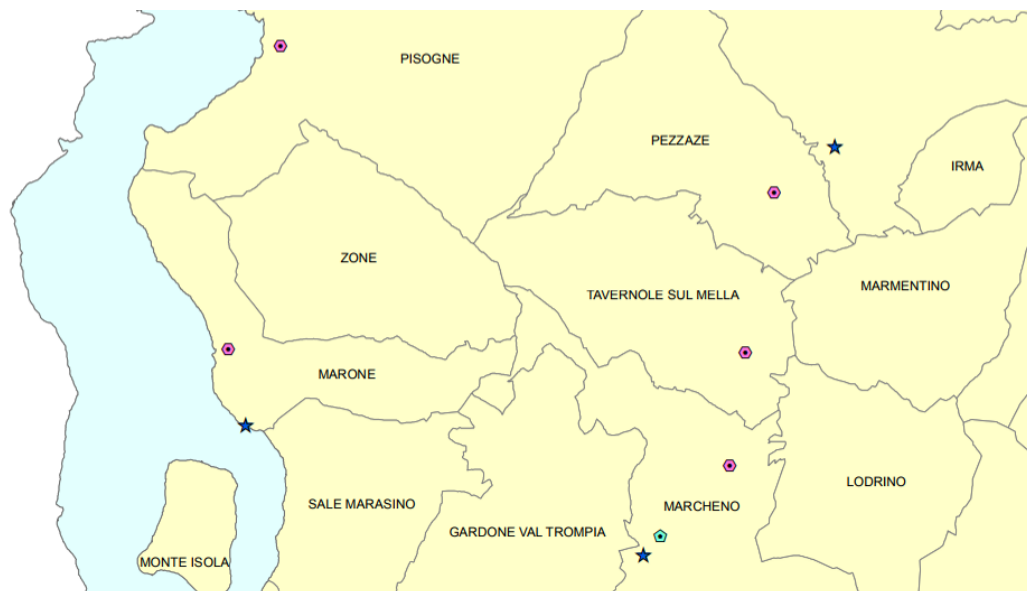 PISOGNE
PEZZAZE
IRMA
ZONE
MARMENTINO
TAVERNOLE SUL MELLA
MARONE
LODRINO
SALE MARASINO
MARCHENO
GARDONE VAL TROMPIA
MONTE ISOLA